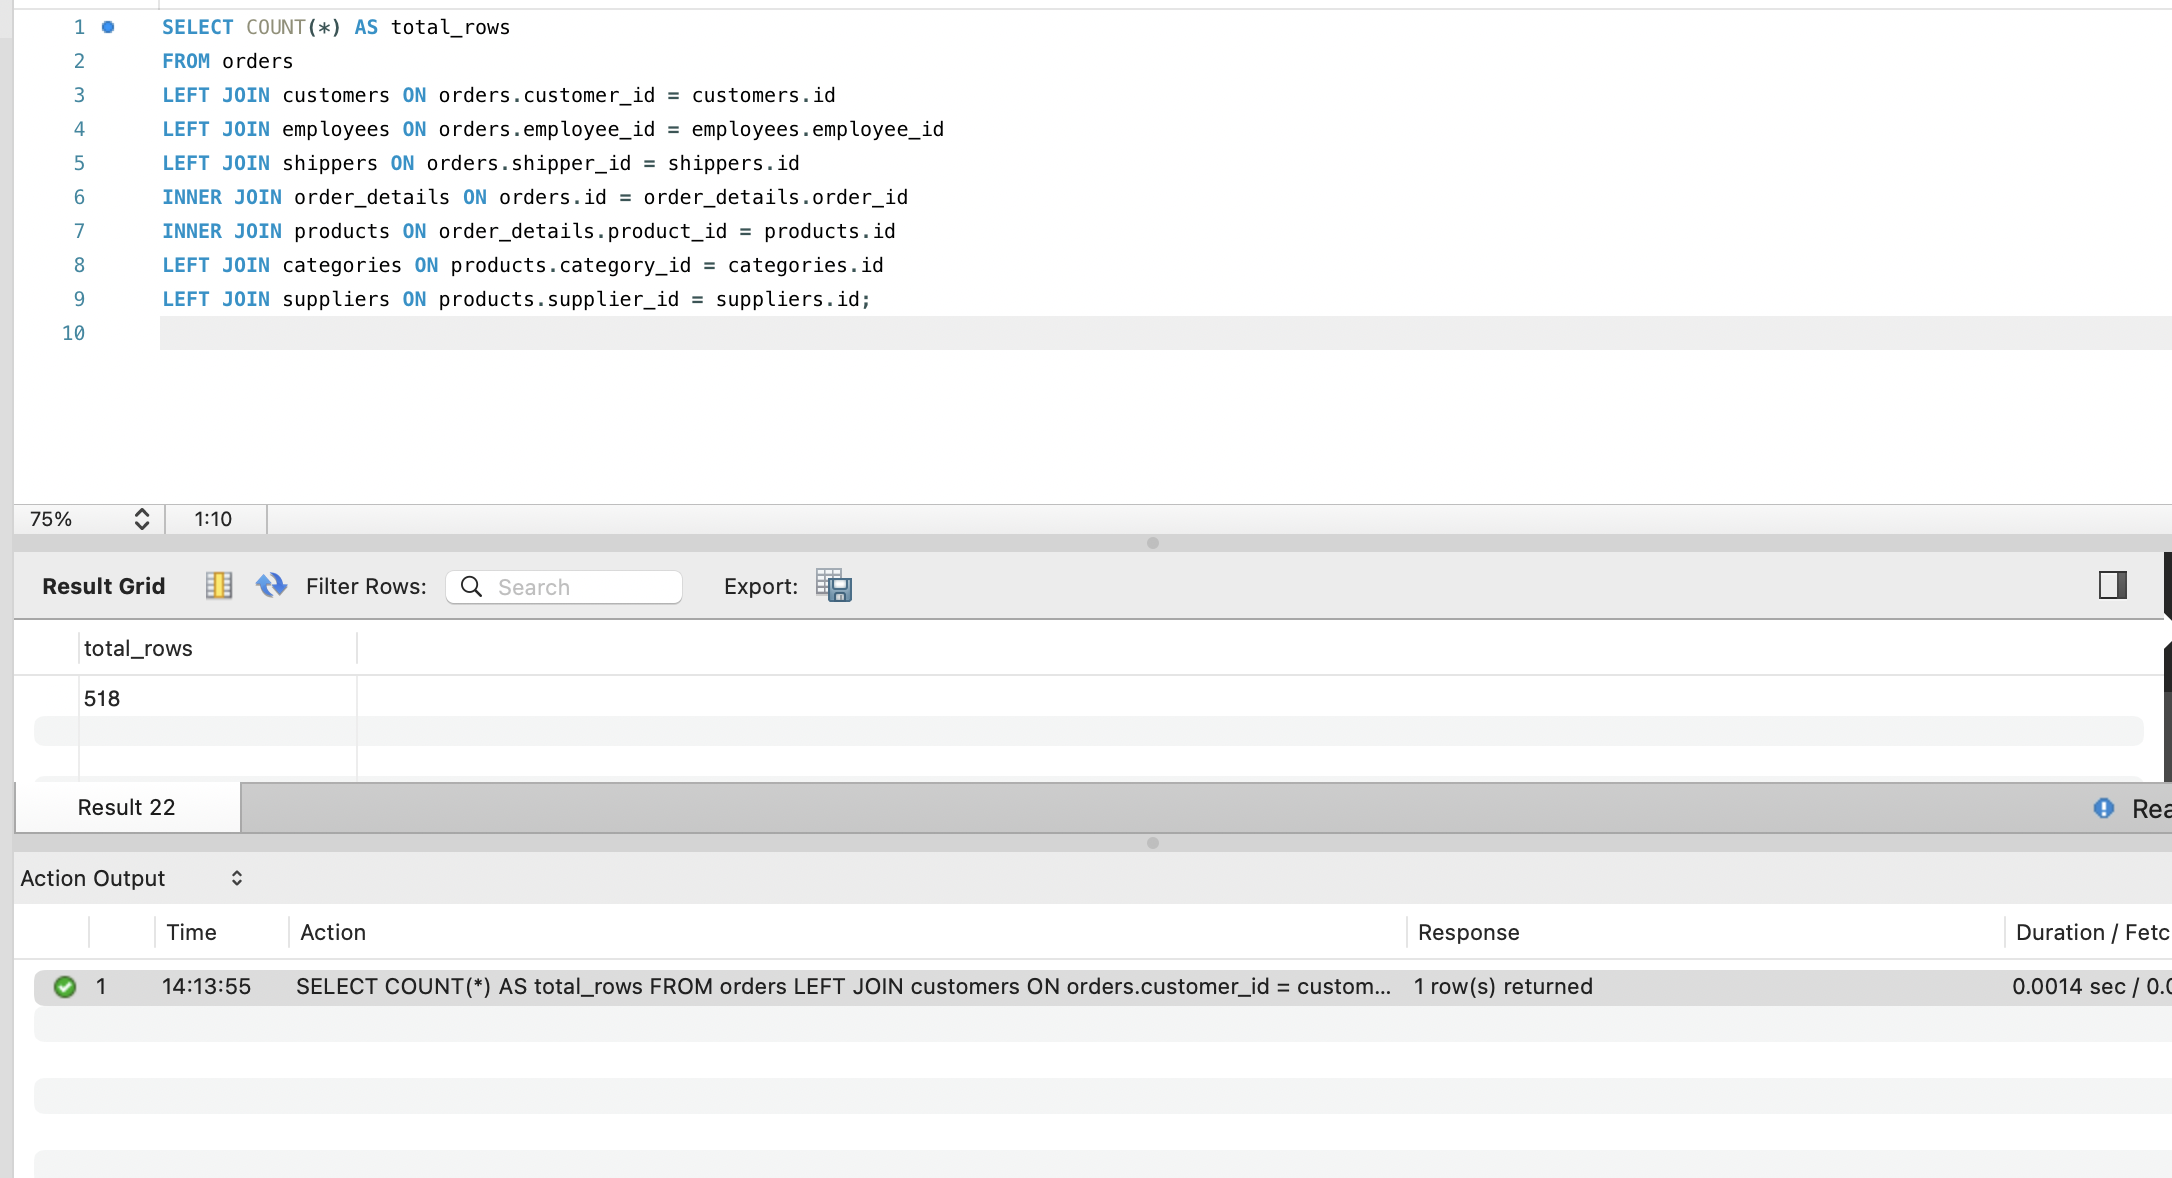 1 SELECT COUNT(*) AS total_rows
2 FROM orders
3 LEFT JOIN customers ON orders.customer_id = customers.id
4 LEFT JOIN employees ON orders.employee_id = employees.employee_id
5 LEFT JOIN shippers ON orders.shipper_id = shippers.id
6 INNER JOIN order_details ON orders.id = order_details.order_id
7 INNER JOIN products ON order_details.product_id = products.id
8 LEFT JOIN categories ON products.category_id = categories.id
9 LEFT JOIN suppliers ON products.supplier_id = suppliers.id;
10
75% 1:10
Result Grid Filter Rows: Search Export:
total_rows
518
Result 22 Rea
Action Output
Time Action Response Duration / Fetc
1 14:13:55 SELECT COUNT(*) AS total_rows FROM orders LEFT JOIN customers ON orders.customer_id = custom... 1 row(s) returned 0.0014 sec / 0.0